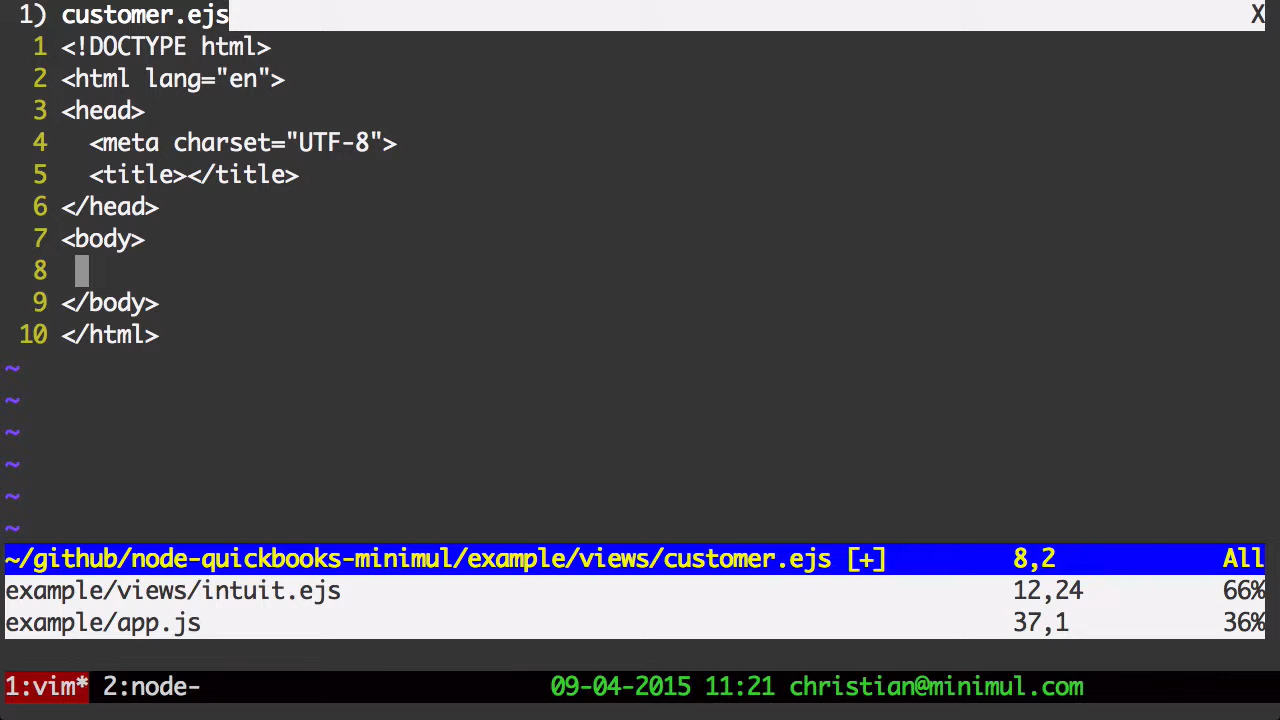 1) customer.ejs X
1 <!DOCTYPE html>
2 <html lang="en">
3 <head>
4   <meta charset="UTF-8">
5   <title></title>
6 </head>
7 <body>
8
9 </body>
10 </html>
~
~
~
~
~
~
~/github/node-quickbooks-minimul/example/views/customer.ejs [+] 8,2 All
example/views/intuit.ejs 12,24 66%
example/app.js 37,1 36%
1:vim* 2:node- 09-04-2015 11:21 christian@minimul.com